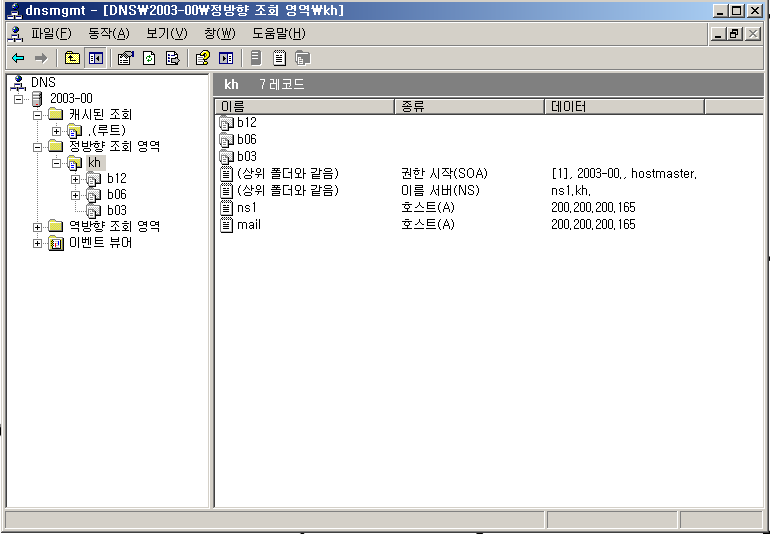 dnsmgmt - [DNS₩2003-00₩정방향 조회 영역₩kh]
파일(F) 동작(A) 보기(V) 창(W) 도움말(H)
DNS
2003-00
캐시된 조회
.(루트)
정방향 조회 영역
kh
b12
b06
b03
역방향 조회 영역
이벤트 뷰어
kh 7 레코드
이름 종류 데이터
b12
b06
b03
(상위 폴더와 같음) 권한 시작(SOA) [1], 2003-00., hostmaster.
(상위 폴더와 같음) 이름 서버(NS) ns1.kh.
ns1 호스트(A) 200.200.200.165
mail 호스트(A) 200.200.200.165